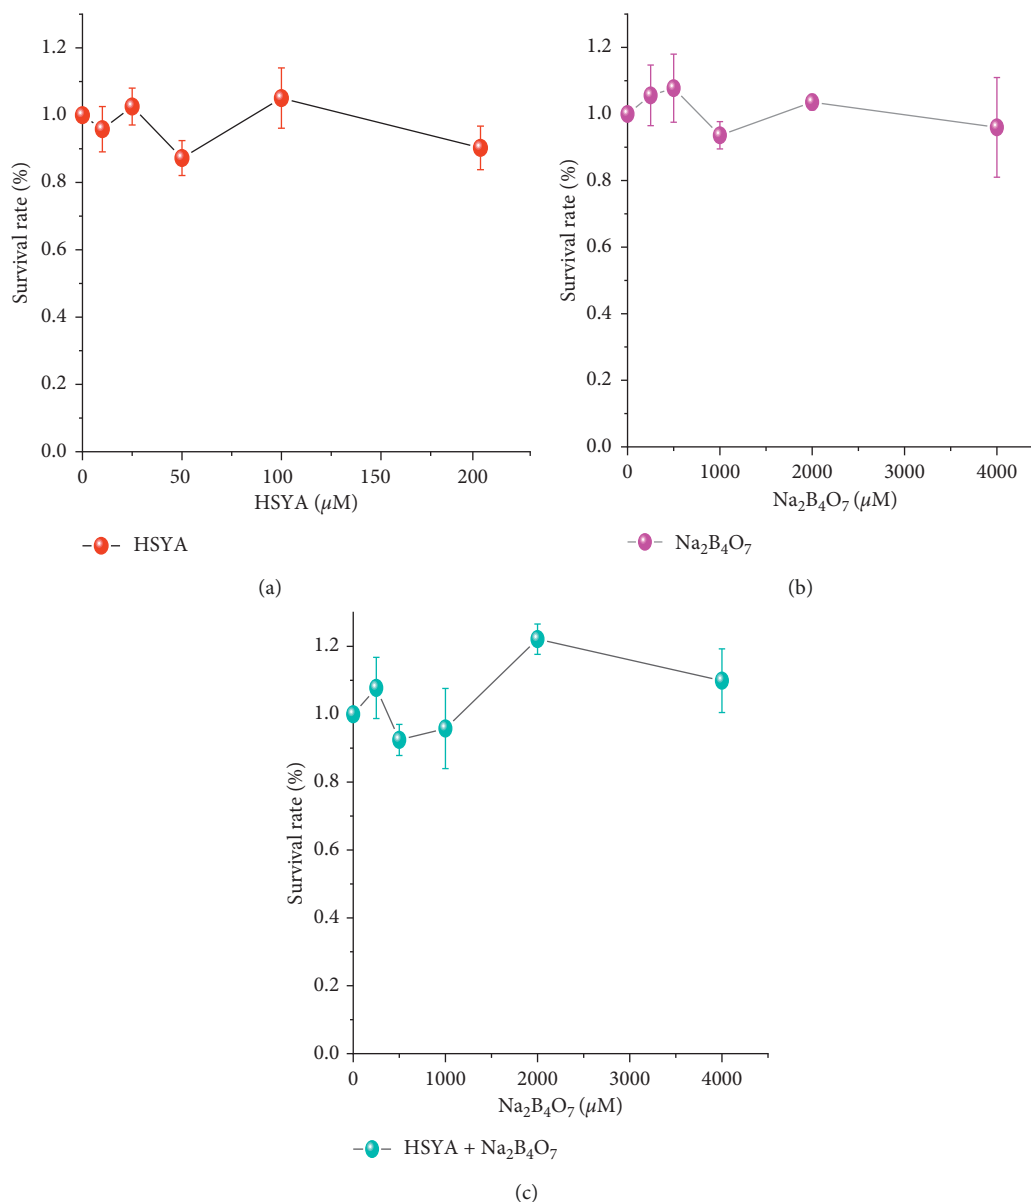 1.2
1.0
0.8
0.6
0.4
0.2
0.0
Survival rate (%)
0 50 100 150 200
HSYA (μM)
HSYA
(a)
1.2
1.0
0.8
0.6
0.4
0.2
0.0
Survival rate (%)
0 1000 2000 3000 4000
Na₂B₄O₇ (μM)
Na₂B₄O₇
(b)
1.2
1.0
0.8
0.6
0.4
0.2
0.0
Survival rate (%)
0 1000 2000 3000 4000
Na₂B₄O₇ (μM)
HSYA + Na₂B₄O₇
(c)